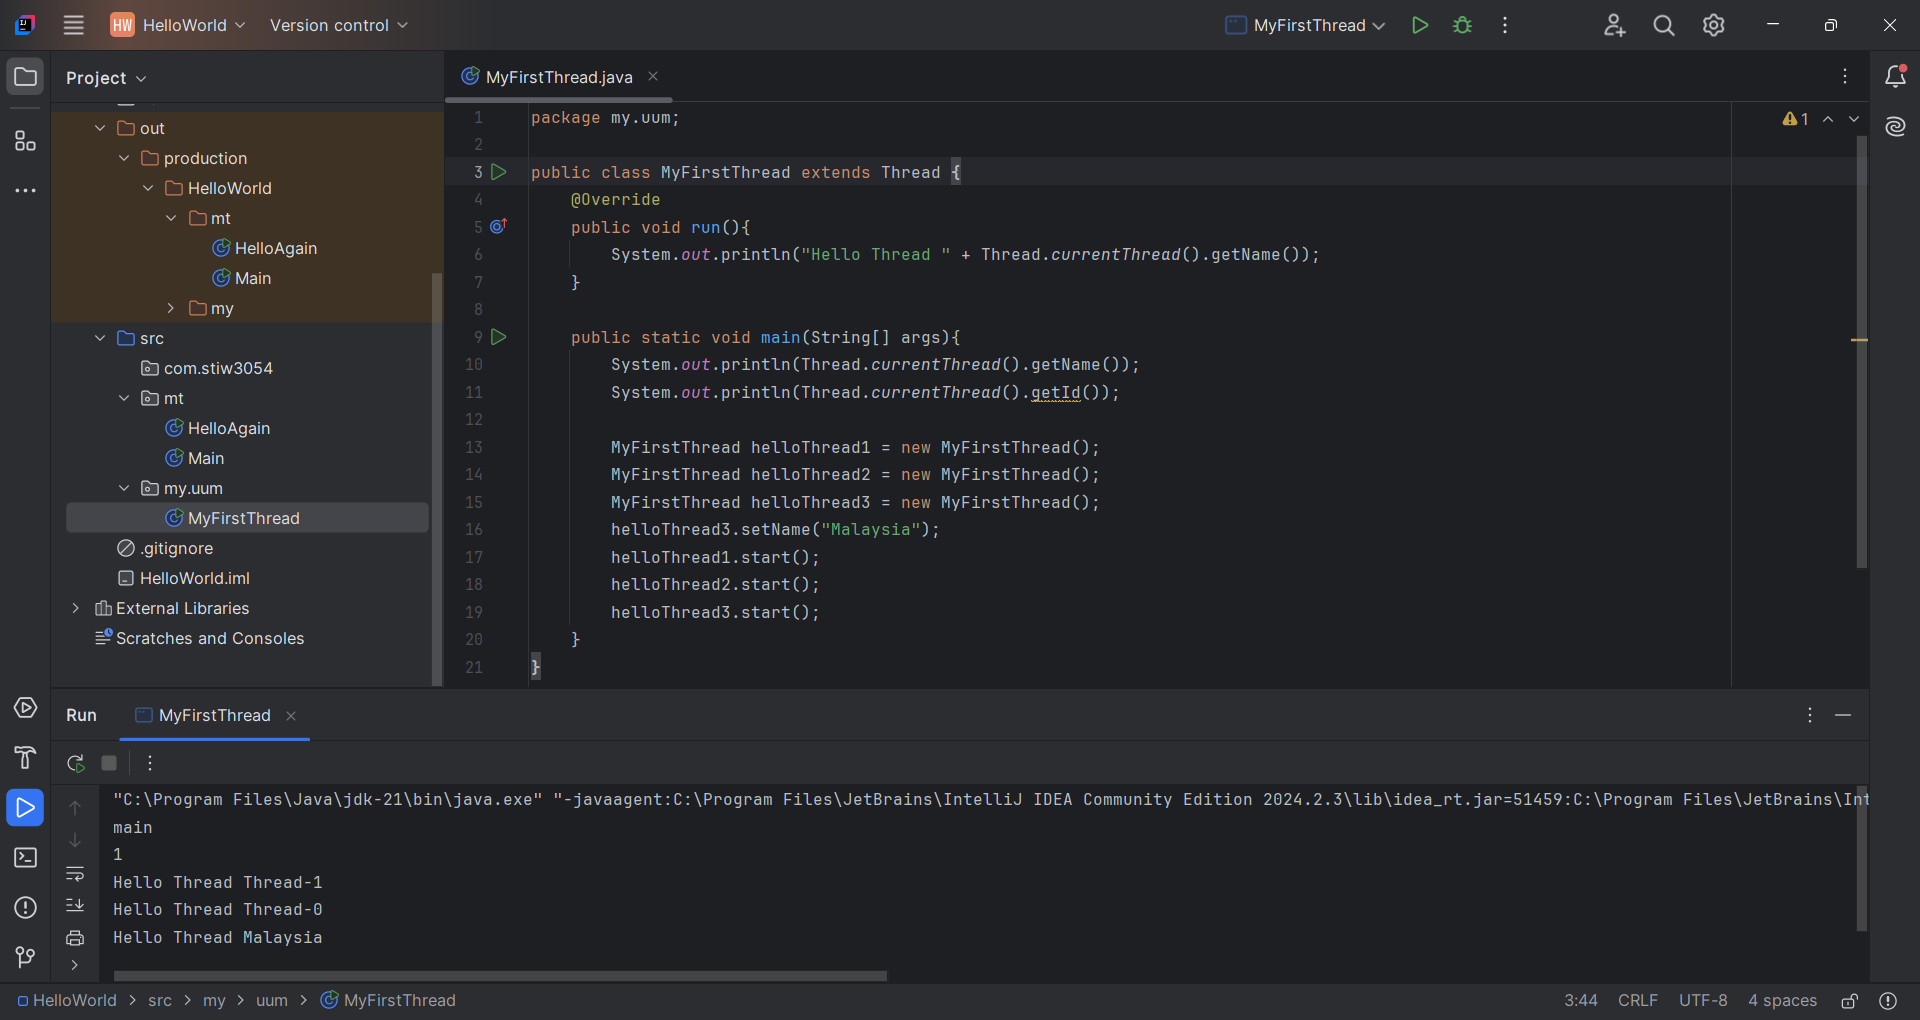 HW HelloWorld Version control MyFirstThread
Project
MyFirstThread.java
out
production
HelloWorld
mt
HelloAgain
Main
my
src
com.stiw3054
mt
HelloAgain
Main
my.uum
MyFirstThread
.gitignore
HelloWorld.iml
External Libraries
Scratches and Consoles
1 package my.uum;
1
2
3 public class MyFirstThread extends Thread {
4 @Override
5 public void run(){
6 System.out.println("Hello Thread " + Thread.currentThread().getName());
7 }
8
9 public static void main(String[] args){
10 System.out.println(Thread.currentThread().getName());
11 System.out.println(Thread.currentThread().getId());
12
13 MyFirstThread helloThread1 = new MyFirstThread();
14 MyFirstThread helloThread2 = new MyFirstThread();
15 MyFirstThread helloThread3 = new MyFirstThread();
16 helloThread3.setName("Malaysia");
17 helloThread1.start();
18 helloThread2.start();
19 helloThread3.start();
20 }
21 }
Run MyFirstThread
"C:\Program Files\Java\jdk-21\bin\java.exe" "-javaagent:C:\Program Files\JetBrains\IntelliJ IDEA Community Edition 2024.2.3\lib\idea_rt.jar=51459:C:\Program Files\JetBrains\Int
main
1
Hello Thread Thread-1
Hello Thread Thread-0
Hello Thread Malaysia
HelloWorld > src > my > uum > MyFirstThread 3:44 CRLF UTF-8 4 spaces